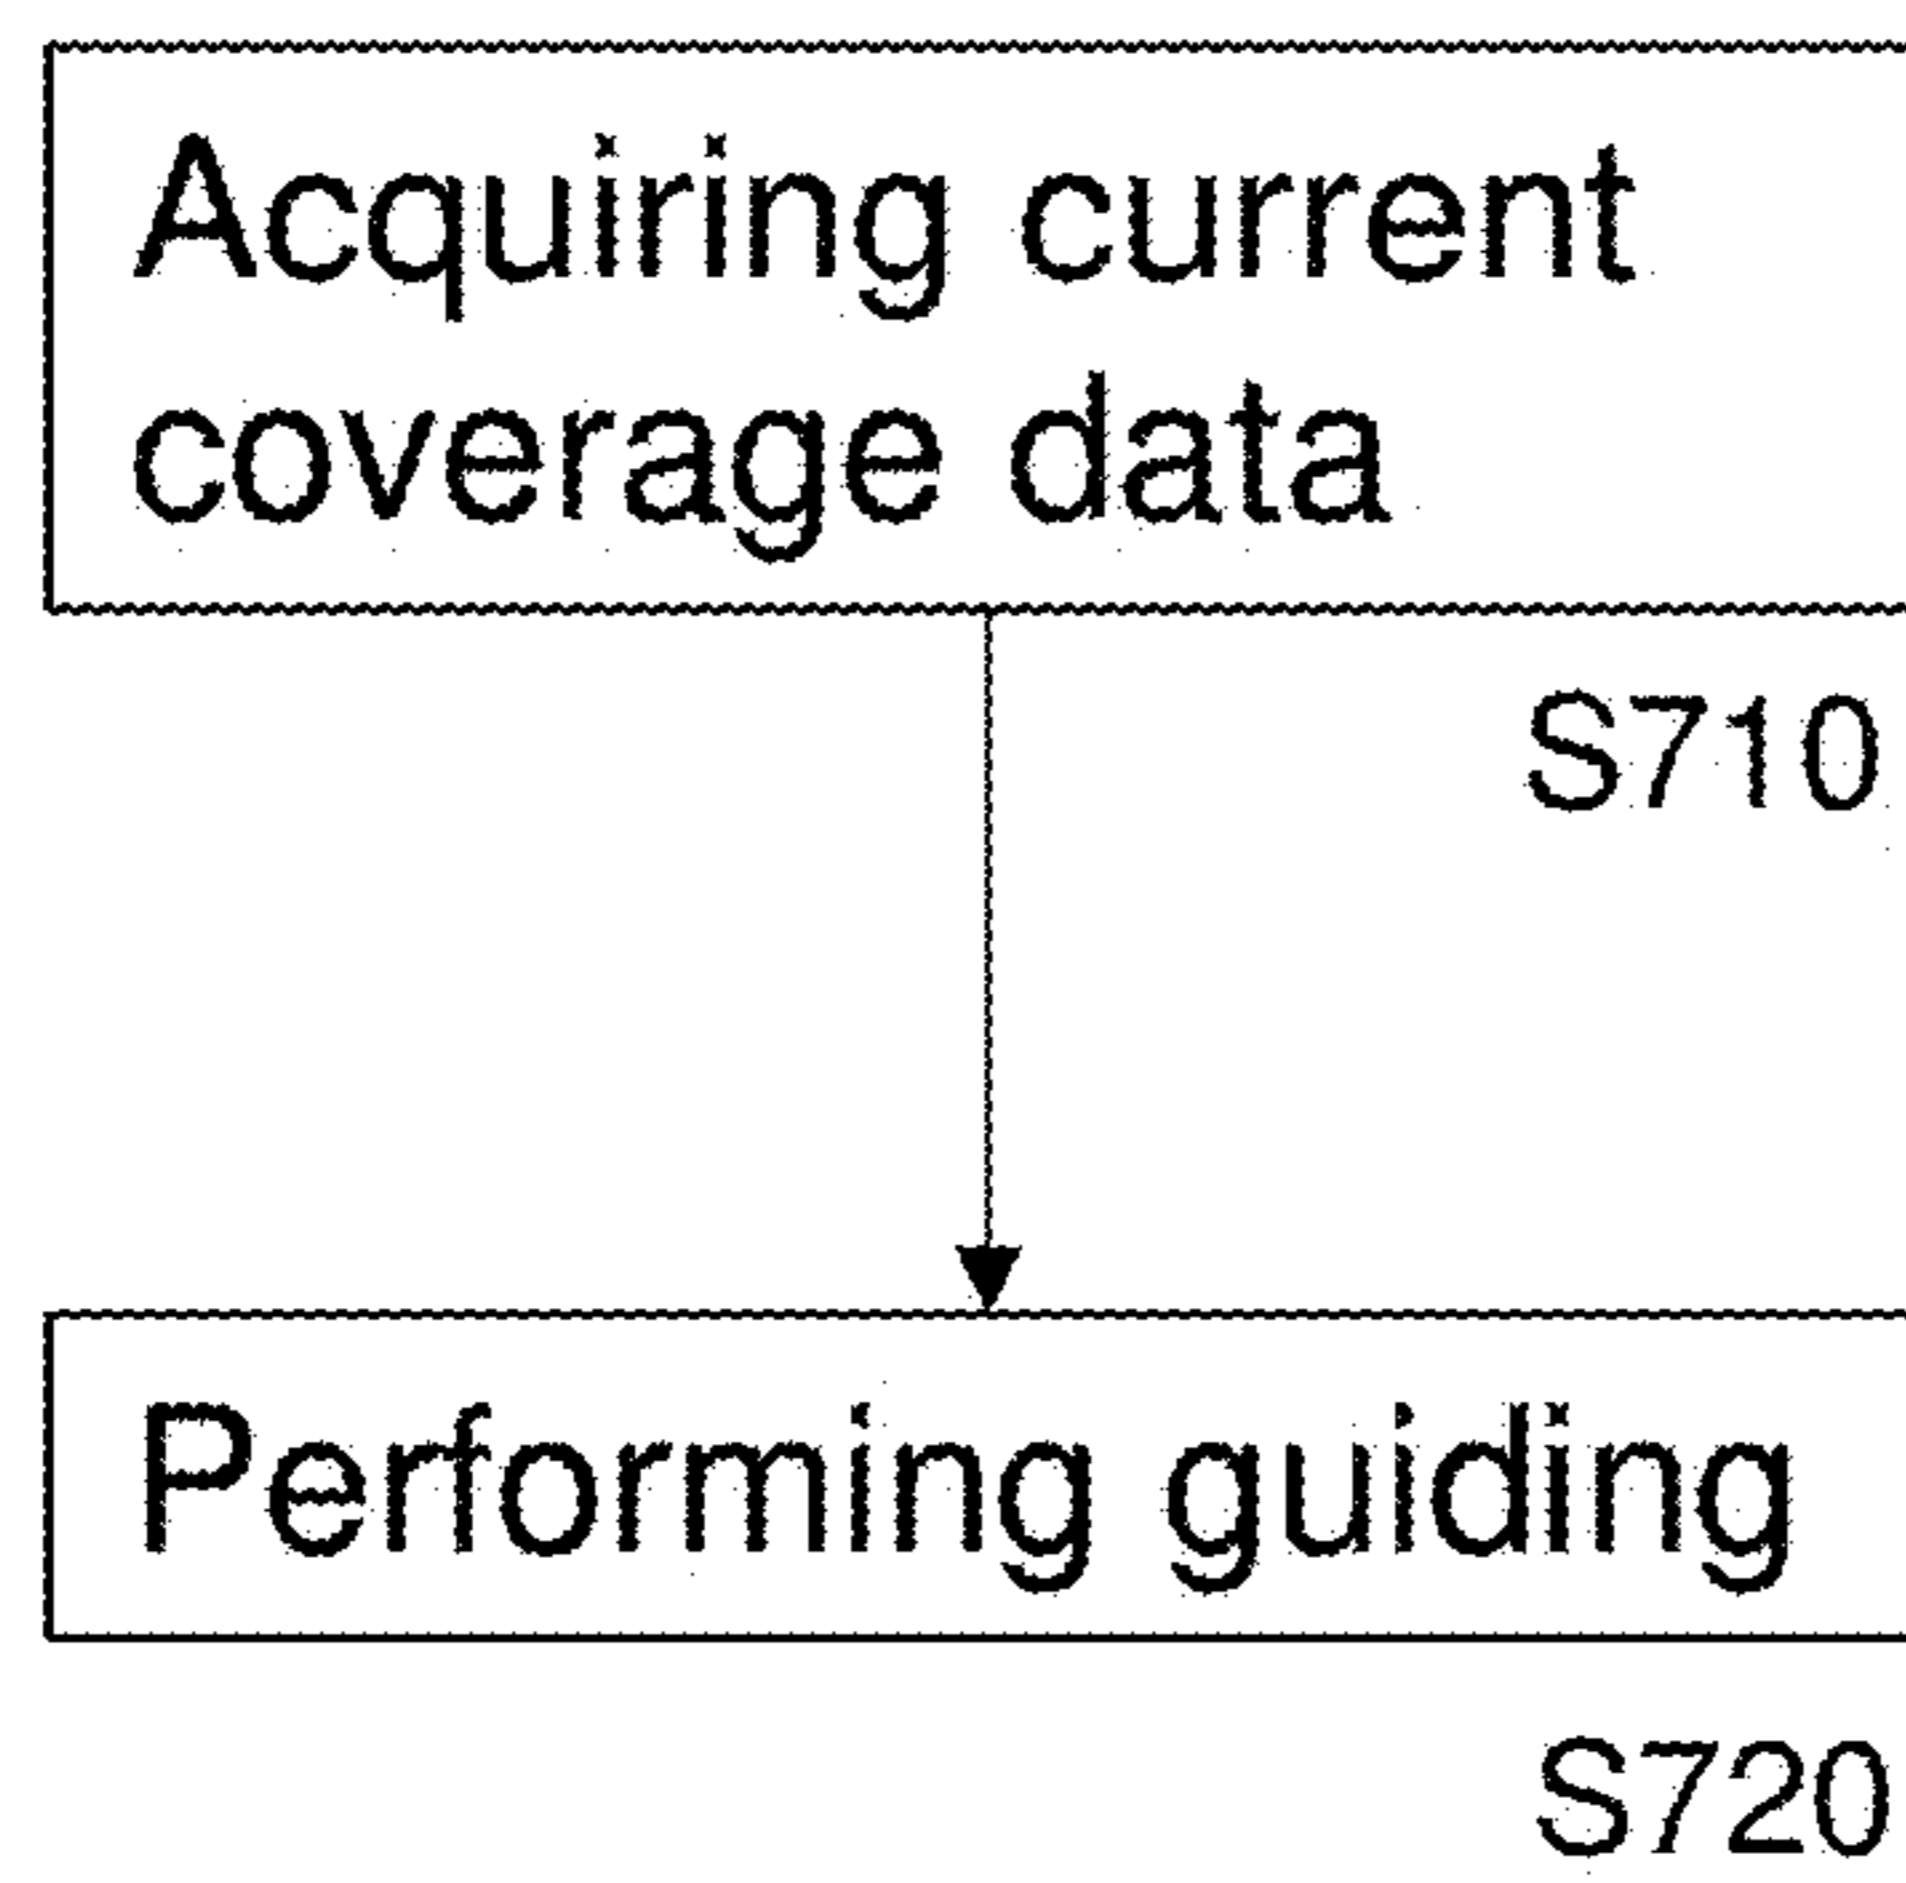 Acquiring current
coverage data
S710
Performing guiding
S720